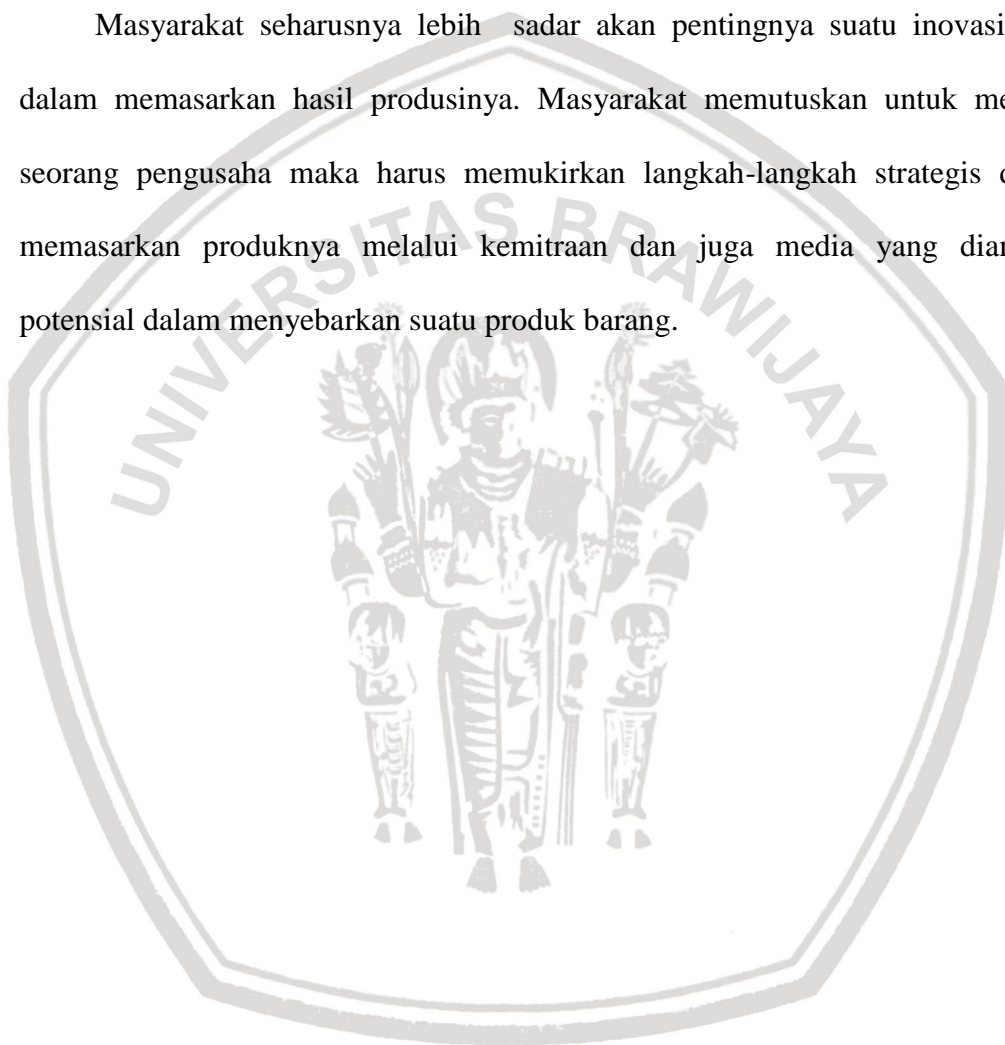 Masyarakat seharusnya lebih sadar akan pentingnya suatu inovasi
dalam memasarkan hasil produsinya. Masyarakat memutuskan untuk
seorang pengusaha maka harus memukirkan langkah-langkah strategis
memasarkan produknya melalui kemitraan dan juga media yang
potensial dalam menyebarkan suatu produk barang.
UNIVERSITAS BRAWIJAYA